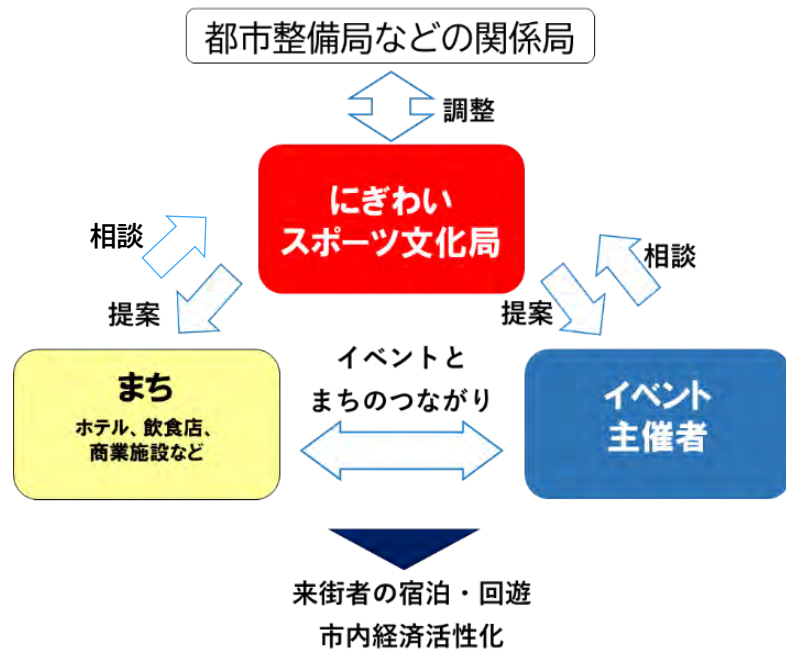 都市整備局などの関係局
調整
にぎわい
スポーツ文化局
相談
提案
相談
提案
まち
ホテル、飲食店、
商業施設など
イベントと
まちのつながり
イベント
主催者
来街者の宿泊・回遊
市内経済活性化